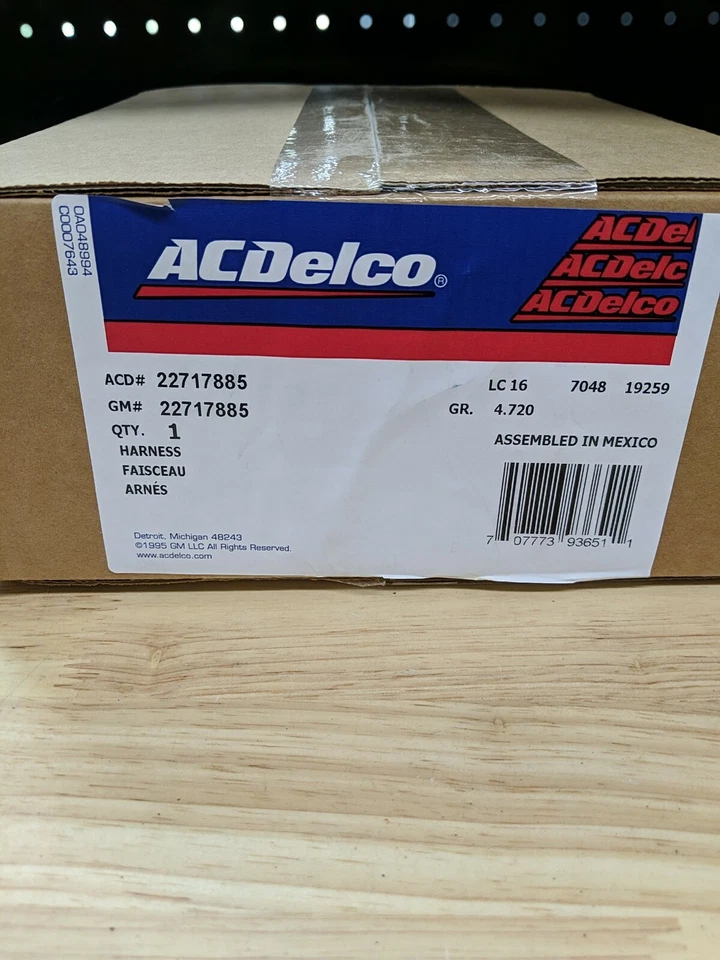 0A048994
C0007643
ACDelco®
ACDel
ACDelc
ACDelco
ACD# 22717885
GM# 22717885
QTY. 1
HARNESS
FAISCEAU
ARNÉS
LC 16 7048 19259
GR. 4.720
ASSEMBLED IN MEXICO
7 07773 93651 1
Detroit, Michigan 48243
©1995 GM LLC All Rights Reserved.
www.acdelco.com